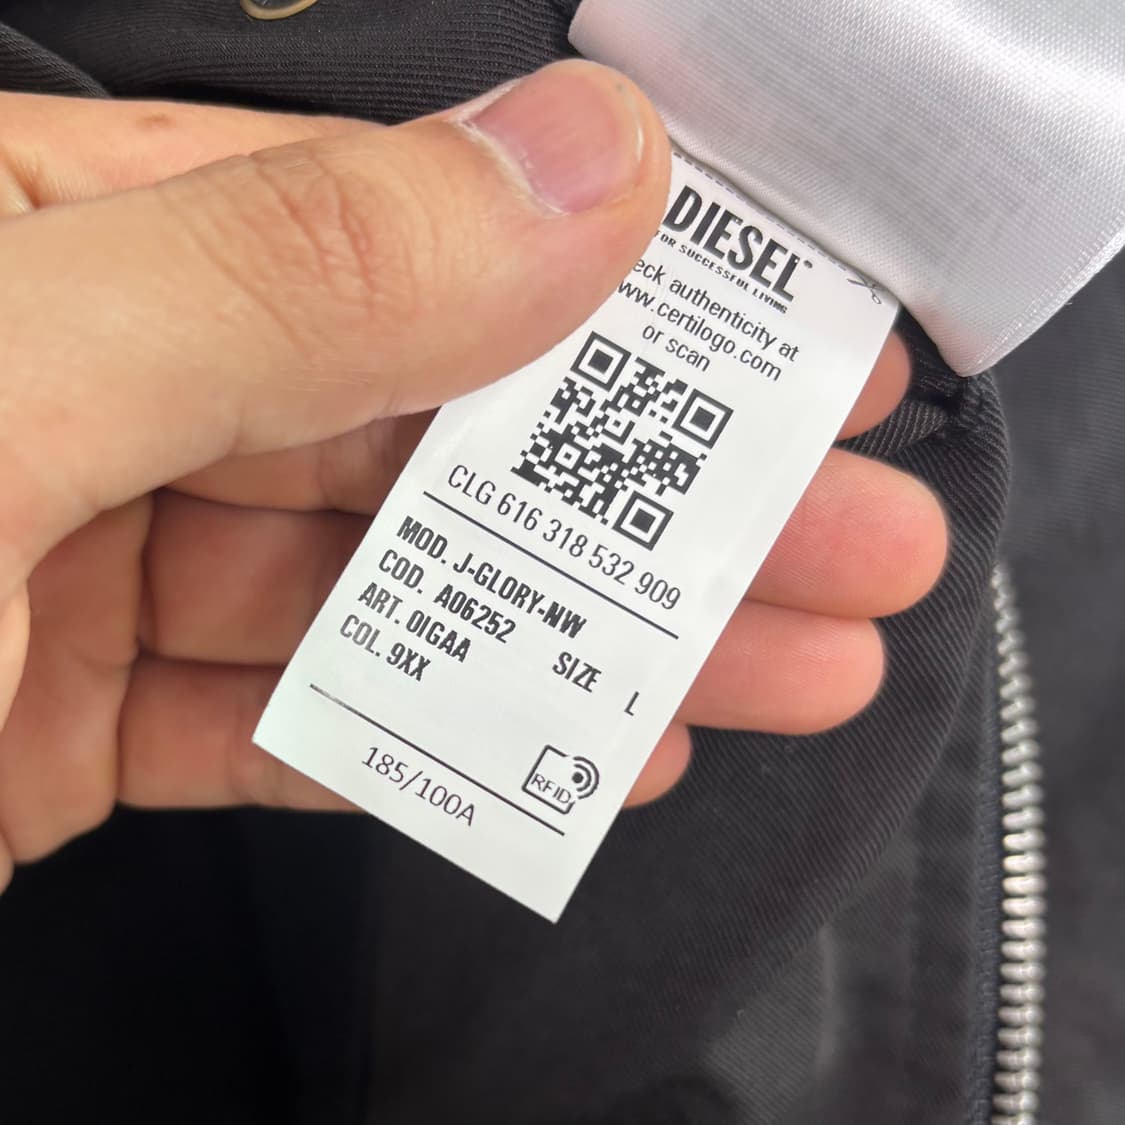 DIESEL
FOR SUCCESSFUL LIVING
eck authenticity at
ww.certilogo.com
or scan
CLG 616 318 532 909
MOD. J-GLORY-NW
COD. A06252
ART. 0IGAA
SIZE L
COL. 9XX
RFID
185/100A